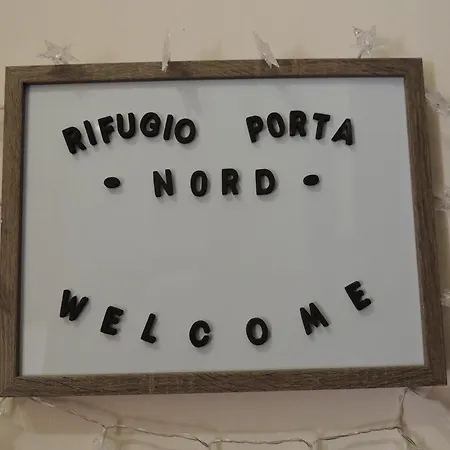 RIFUGIO PORTA
- NORD -
WELCOME